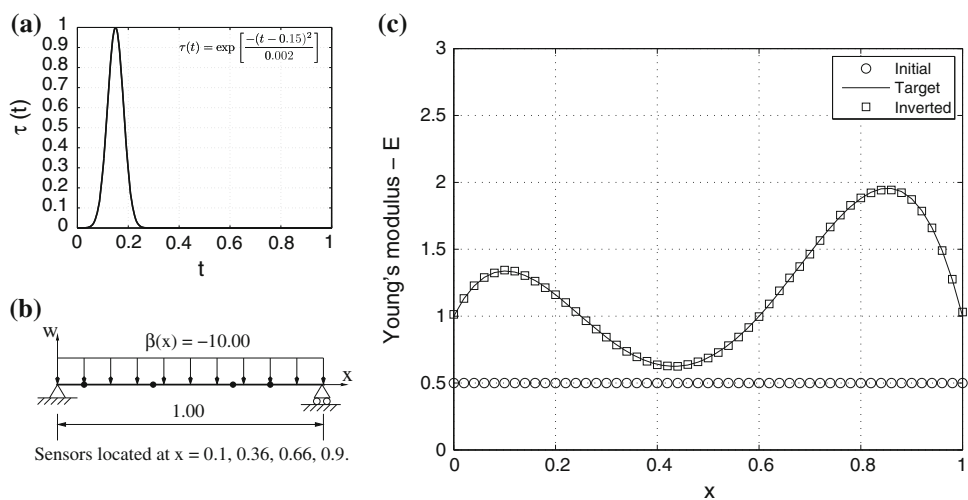 (a)
τ(t) = exp [ -(t - 0.15)² / 0.002 ]
1
0.9
0.8
0.7
0.6
0.5
0.4
0.3
0.2
0.1
0
τ (t)
0 0.2 0.4 0.6 0.8 1
t
(b)
w
β(x) = −10.00
x
1.00
Sensors located at x = 0.1, 0.36, 0.66, 0.9.
(c)
3
2.5
2
1.5
1
0.5
0
Young's modulus – E
Initial
Target
Inverted
0 0.2 0.4 0.6 0.8 1
x